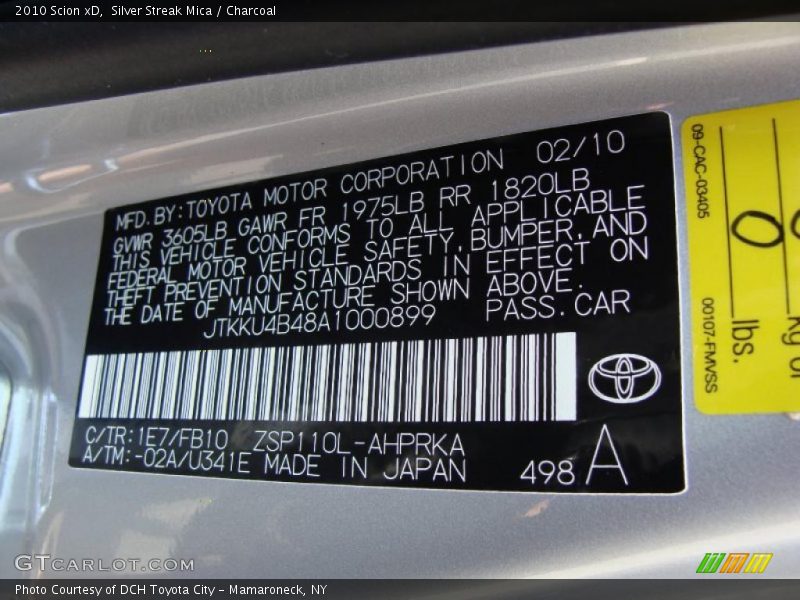 2010 Scion xD,  Silver Streak Mica / Charcoal
MFD. BY: TOYOTA MOTOR CORPORATION 02/10
GVWR 3605LB GAWR FR 1975LB RR 1820LB
THIS VEHICLE CONFORMS TO ALL APPLICABLE
FEDERAL MOTOR VEHICLE SAFETY, BUMPER, AND
THEFT PREVENTION STANDARDS IN EFFECT ON
THE DATE OF MANUFACTURE SHOWN ABOVE.
JTKKU4B48A1000899 PASS. CAR
C/TR: 1E7/FB10 ZSP110L-AHPRKA
A/TM: -02A/U341E MADE IN JAPAN
498 A
09-CAC-03405
0
lbs.
kg or
00107-FMVSS
GTCARLOT.COM
Photo Courtesy of DCH Toyota City – Mamaroneck, NY